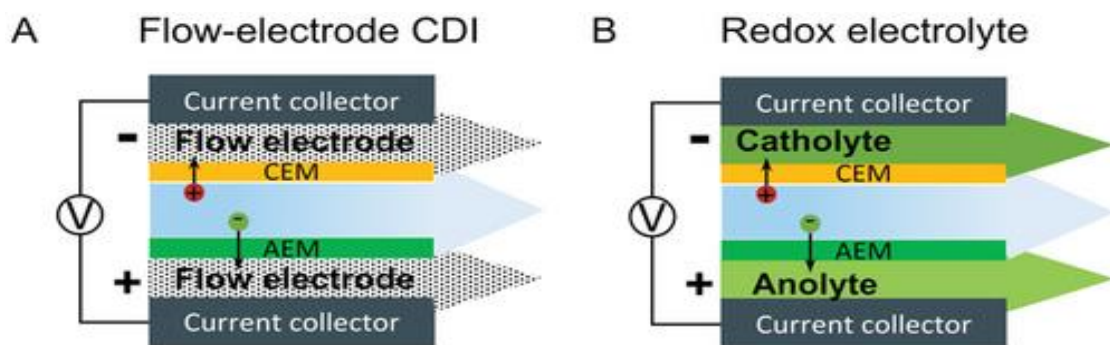 A Flow-electrode CDI
Current collector
- Flow electrode
CEM
+
V
-
AEM
+ Flow electrode
Current collector
B Redox electrolyte
Current collector
- Catholyte
CEM
+
V
-
AEM
+ Anolyte
Current collector